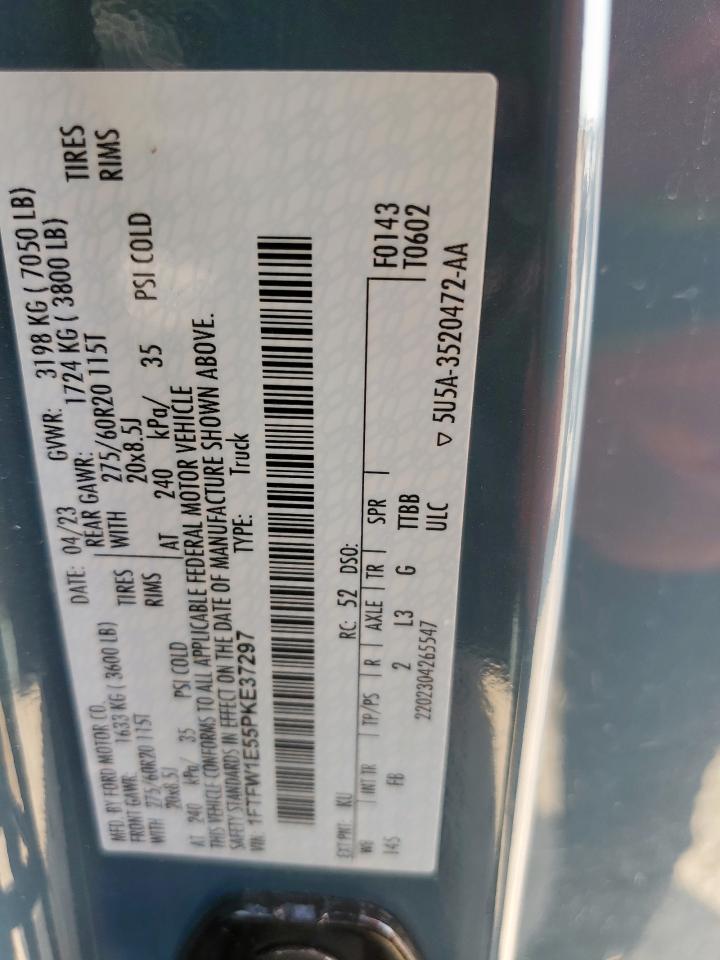 MFD. BY FORD MOTOR CO. DATE: 04/23 GVWR: 3198 KG ( 7050 LB)
FRONT GAWR: 1633 KG ( 3600 LB) REAR GAWR: 1724 KG ( 3800 LB)
WITH 275/60R20 115T TIRES WITH 275/60R20 115T TIRES
20x8.5J RIMS 20x8.5J RIMS
AT 240 kPa/ 35 PSI COLD AT 240 kPa/ 35 PSI COLD
THIS VEHICLE CONFORMS TO ALL APPLICABLE FEDERAL MOTOR VEHICLE
SAFETY STANDARDS IN EFFECT ON THE DATE OF MANUFACTURE SHOWN ABOVE.
VIN: 1FTFW1E55PKE37297 TYPE: Truck
EXT PNT: KU RC: 52 DSO: F0143
WB INT TR TP/PS R AXLE TR SPR T0602
145 FB 2 L3 G TTBB
2202304265547 ULC ▽ 5U5A-3520472-AA